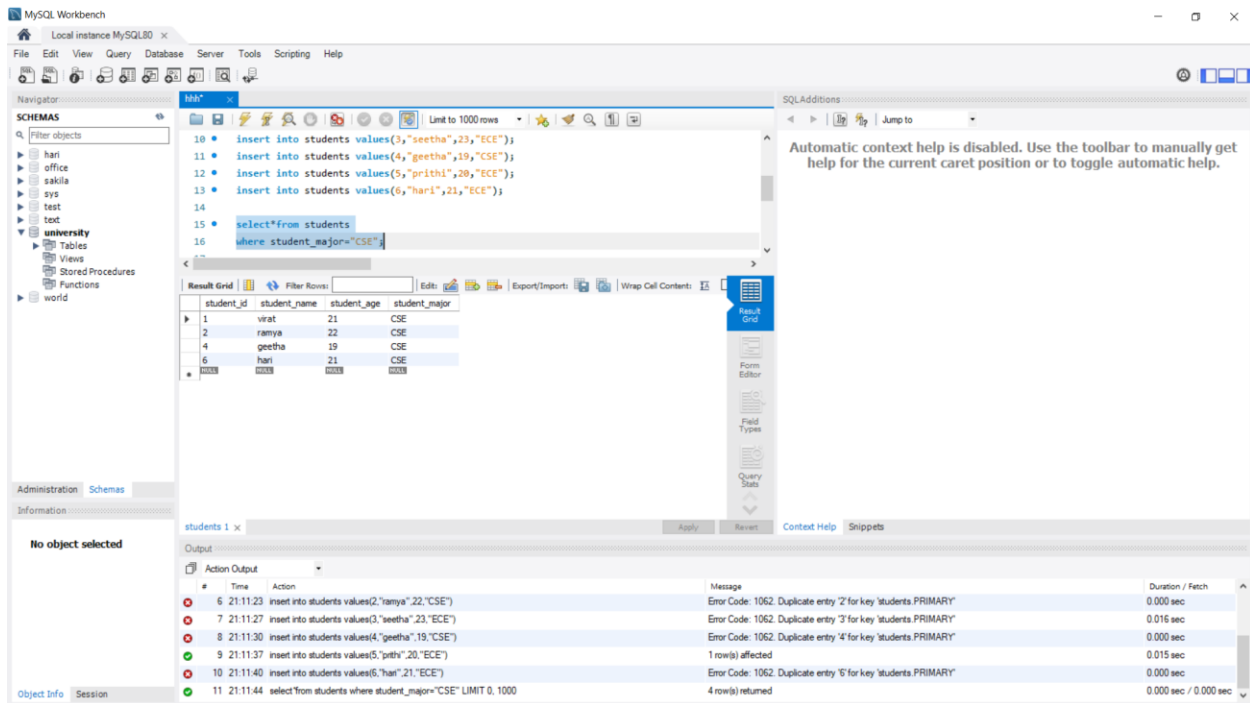 MySQL Workbench
Local instance MySQL80
File Edit View Query Database Server Tools Scripting Help
Navigator
SCHEMAS
Filter objects
hari
office
sakila
sys
test
text
university
Tables
Views
Stored Procedures
Functions
world
Administration Schemas
Information
No object selected
Object Info Session
hhh*
Limit to 1000 rows
10 insert into students values(3,"seetha",23,"ECE");
11 insert into students values(4,"geetha",19,"CSE");
12 insert into students values(5,"prithi",20,"ECE");
13 insert into students values(6,"hari",21,"ECE");
14
15 select*from students
16 where student_major="CSE";
Result Grid Filter Rows: Edit: Export/Import: Wrap Cell Content:
student_id student_name student_age student_major
1 virat 21 CSE
2 ramya 22 CSE
4 geetha 19 CSE
6 hari 21 CSE
NULL NULL NULL NULL
Result
Grid
Form
Editor
Field
Types
Query
Stats
students 1 Apply Revert
SQLAdditions
Jump to
Automatic context help is disabled. Use the toolbar to manually get
help for the current caret position or to toggle automatic help.
Context Help Snippets
Output
Action Output
# Time Action Message Duration / Fetch
6 21:11:23 insert into students values(2,"ramya",22,"CSE") Error Code: 1062. Duplicate entry '2' for key 'students.PRIMARY' 0.000 sec
7 21:11:27 insert into students values(3,"seetha",23,"ECE") Error Code: 1062. Duplicate entry '3' for key 'students.PRIMARY' 0.016 sec
8 21:11:30 insert into students values(4,"geetha",19,"CSE") Error Code: 1062. Duplicate entry '4' for key 'students.PRIMARY' 0.000 sec
9 21:11:37 insert into students values(5,"prithi",20,"ECE") 1 row(s) affected 0.015 sec
10 21:11:40 insert into students values(6,"hari",21,"ECE") Error Code: 1062. Duplicate entry '6' for key 'students.PRIMARY' 0.000 sec
11 21:11:44 select*from students where student_major="CSE" LIMIT 0, 1000 4 row(s) returned 0.000 sec / 0.000 sec